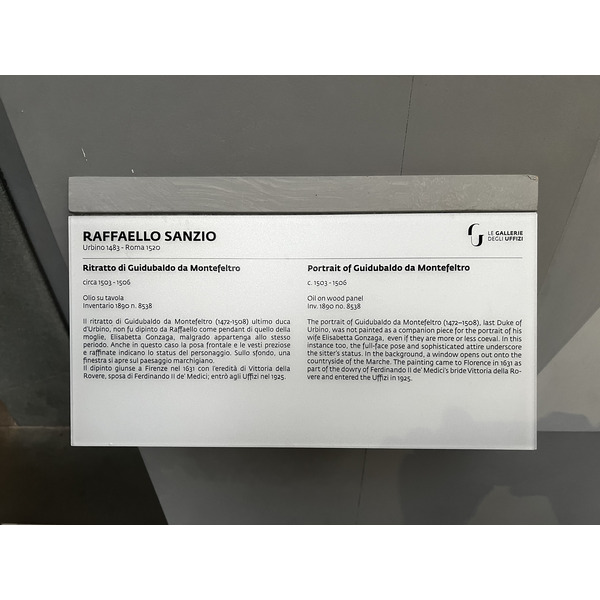 RAFFAELLO SANZIO
Urbino 1483 - Roma 1520
LE GALLERIE
DEGLI UFFIZI
Ritratto di Guidubaldo da Montefeltro
circa 1503 - 1506
Olio su tavola
Inventario 1890 n. 8538
Il ritratto di Guidubaldo da Montefeltro (1472-1508) ultimo duca
d'Urbino, non fu dipinto da Raffaello come pendant di quello della
moglie, Elisabetta Gonzaga, malgrado appartenga allo stesso
periodo. Anche in questo caso la posa frontale e le vesti preziose
e raffinate indicano lo status del personaggio. Sullo sfondo, una
finestra si apre sul paesaggio marchigiano.
Il dipinto giunse a Firenze nel 1631 con l'eredità di Vittoria della
Rovere, sposa di Ferdinando II de' Medici; entrò agli Uffizi nel 1925.
Portrait of Guidubaldo da Montefeltro
c. 1503 - 1506
Oil on wood panel
Inv. 1890 no. 8538
The portrait of Guidubaldo da Montefeltro (1472–1508), last Duke of
Urbino, was not painted as a companion piece for the portrait of his
wife Elisabetta Gonzaga, even if they are more or less coeval. In this
instance too, the full-face pose and sophisticated attire underscore
the sitter's status. In the background, a window opens out onto the
countryside of the Marche. The painting came to Florence in 1631 as
part of the dowry of Ferdinando II de' Medici's bride Vittoria della Ro-
vere and entered the Uffizi in 1925.